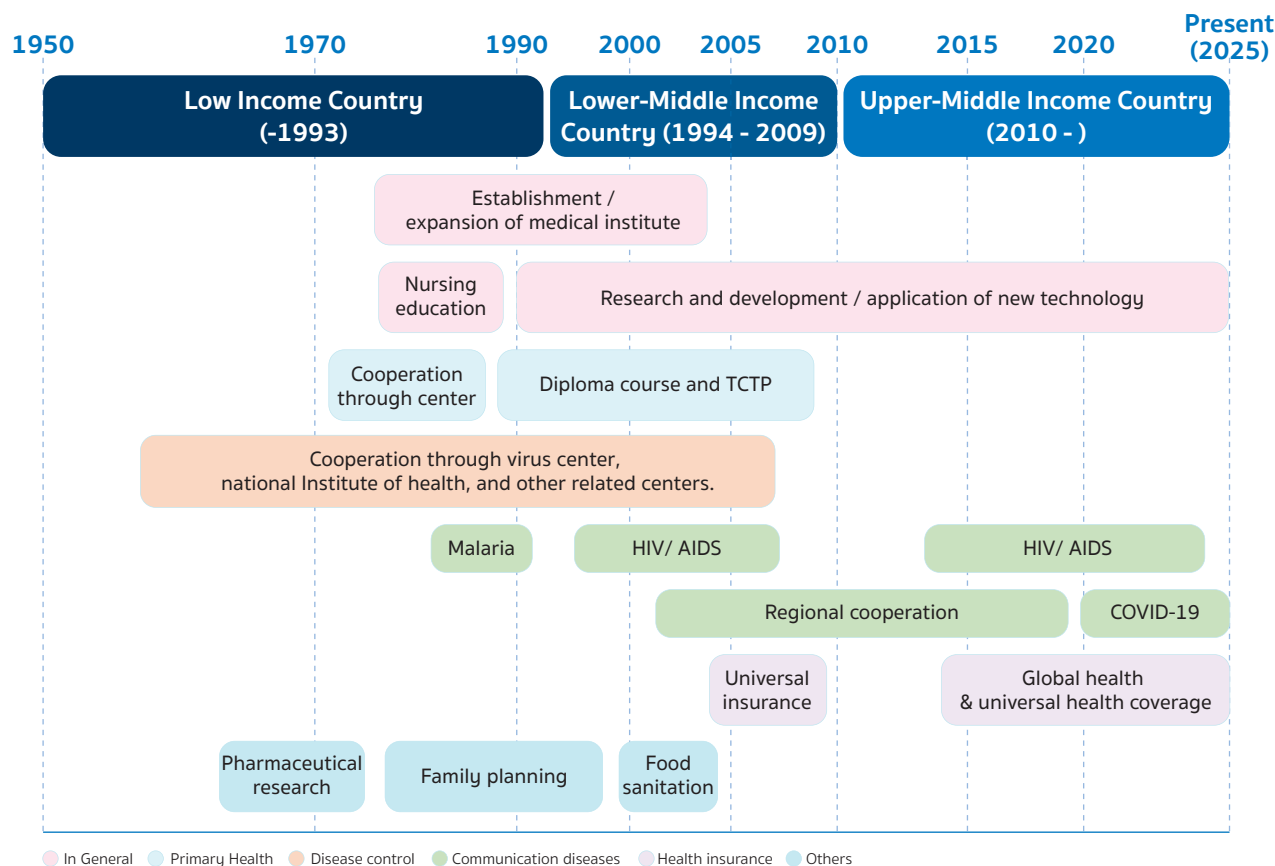 Present
1950 1970 1990 2000 2005 2010 2015 2020 (2025)
Low Income Country
(-1993)
Lower-Middle Income
Country (1994 - 2009)
Upper-Middle Income Country
(2010 - )
Establishment /
expansion of medical institute
Nursing
education
Research and development / application of new technology
Cooperation
through center
Diploma course and TCTP
Cooperation through virus center,
national Institute of health, and other related centers.
Malaria
HIV/ AIDS
HIV/ AIDS
Regional cooperation
COVID-19
Universal
insurance
Global health
& universal health coverage
Pharmaceutical
research
Family planning
Food
sanitation
In General Primary Health Disease control Communication diseases Health insurance Others